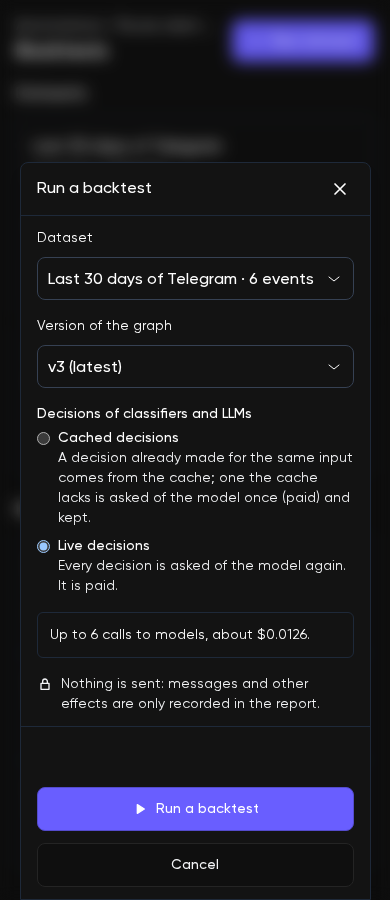 Run a backtest
Dataset
Last 30 days of Telegram · 6 events
Version of the graph
v3 (latest)
Decisions of classifiers and LLMs
Cached decisions
A decision already made for the same input
comes from the cache; one the cache
lacks is asked of the model once (paid) and
kept.
Live decisions
Every decision is asked of the model again.
It is paid.
Up to 6 calls to models, about $0.0126.
Nothing is sent: messages and other
effects are only recorded in the report.
Run a backtest
Cancel